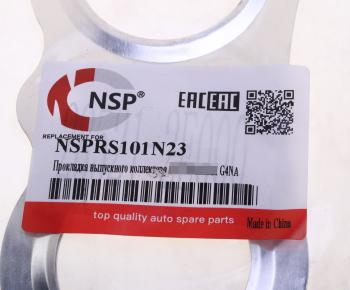 NSP®
EAC EAC
REPLACEMENT FOR
NSPRS101N23
Прокладка выпускного коллектора G4NA
top quality auto spare parts
Made in China